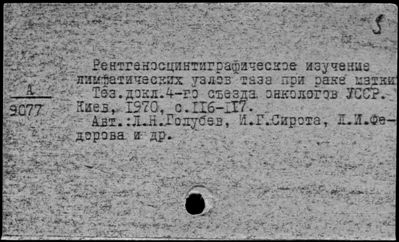 5
Рентгеносцинтиграфическое изучение
лимфатических узлов таза при раке матки
А
9077
Тез.докл.4-го съезда онкологов УССР.
Киев, 1970, с.116-117.
Авт.:Л.Н.Голубев, И.Г.Сирота, Л.И.Фе-
дорова и др.